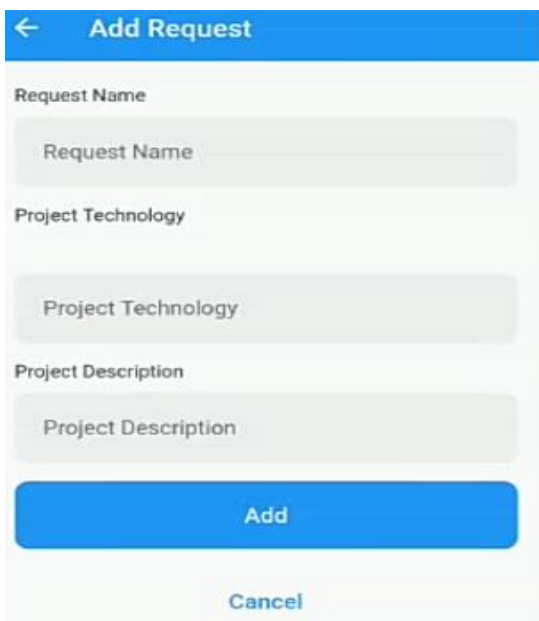 Add Request
Request Name
Request Name
Project Technology
Project Technology
Project Description
Project Description
Add
Cancel